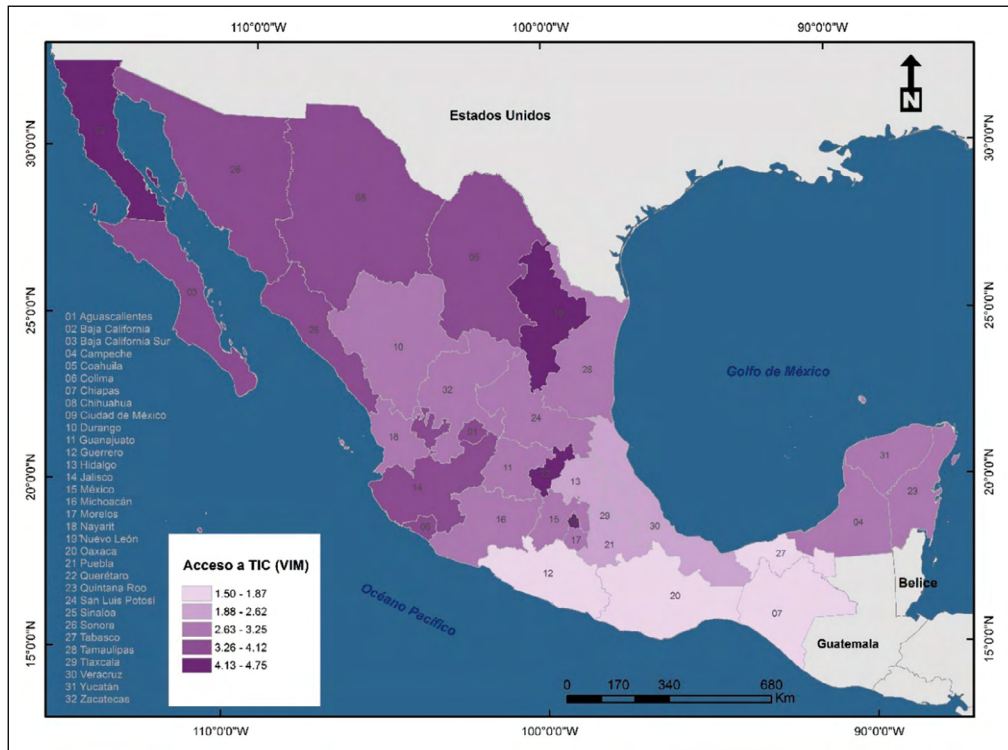 110°0'0"W 100°0'0"W 90°0'0"W
N
Estados Unidos
30°0'0"N 30°0'0"N
26
08
05
03
25°0'0"N 25°0'0"N
25
10
28
Golfo de México
32
24
18
01
31
11
20°0'0"N 20°0'0"N
13
14
23
16
15
29
30
04
06
17
21
27
12
20
07
Belice
Guatemala
Océano Pacífico
15°0'0"N 15°0'0"N
01 Aguascalientes
02 Baja California
03 Baja California Sur
04 Campeche
05 Coahuila
06 Colima
07 Chiapas
08 Chihuahua
09 Ciudad de México
10 Durango
11 Guanajuato
12 Guerrero
13 Hidalgo
14 Jalisco
15 México
16 Michoacán
17 Morelos
18 Nayarit
19 Nuevo León
20 Oaxaca
21 Puebla
22 Querétaro
23 Quintana Roo
24 San Luis Potosí
25 Sinaloa
26 Sonora
27 Tabasco
28 Tamaulipas
29 Tlaxcala
30 Veracruz
31 Yucatán
32 Zacatecas
Acceso a TIC (VIM)
1.50 - 1.87
1.88 - 2.62
2.63 - 3.25
3.26 - 4.12
4.13 - 4.75
0 170 340 680
Km
110°0'0"W 100°0'0"W 90°0'0"W